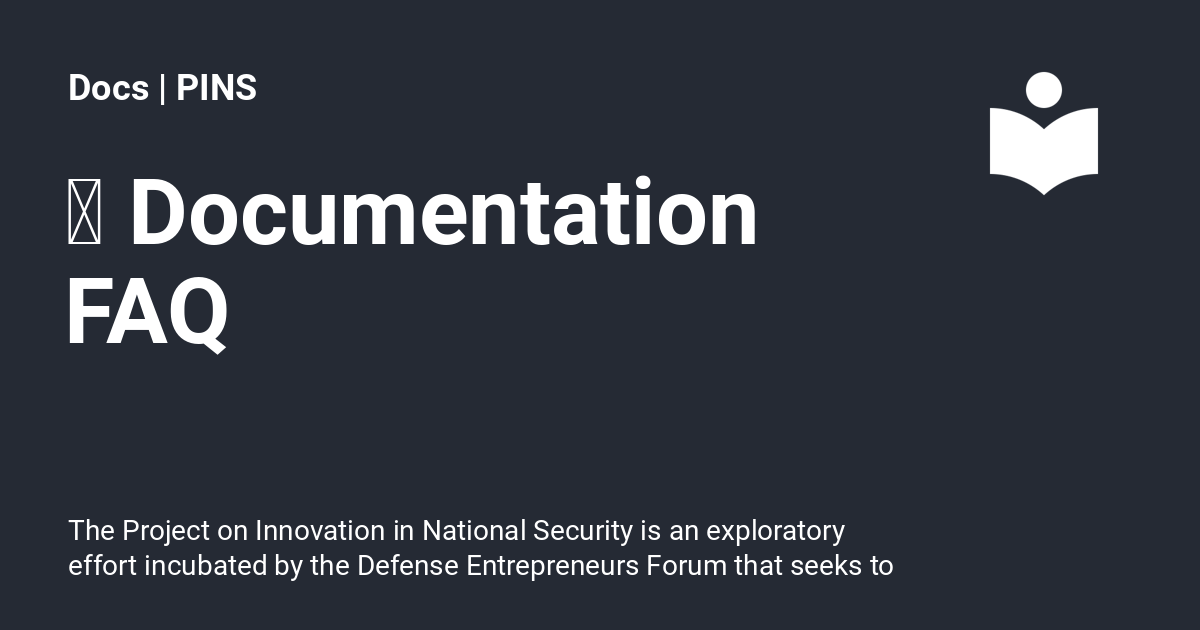 Docs | PINS
Documentation
FAQ
The Project on Innovation in National Security is an exploratory
effort incubated by the Defense Entrepreneurs Forum that seeks to